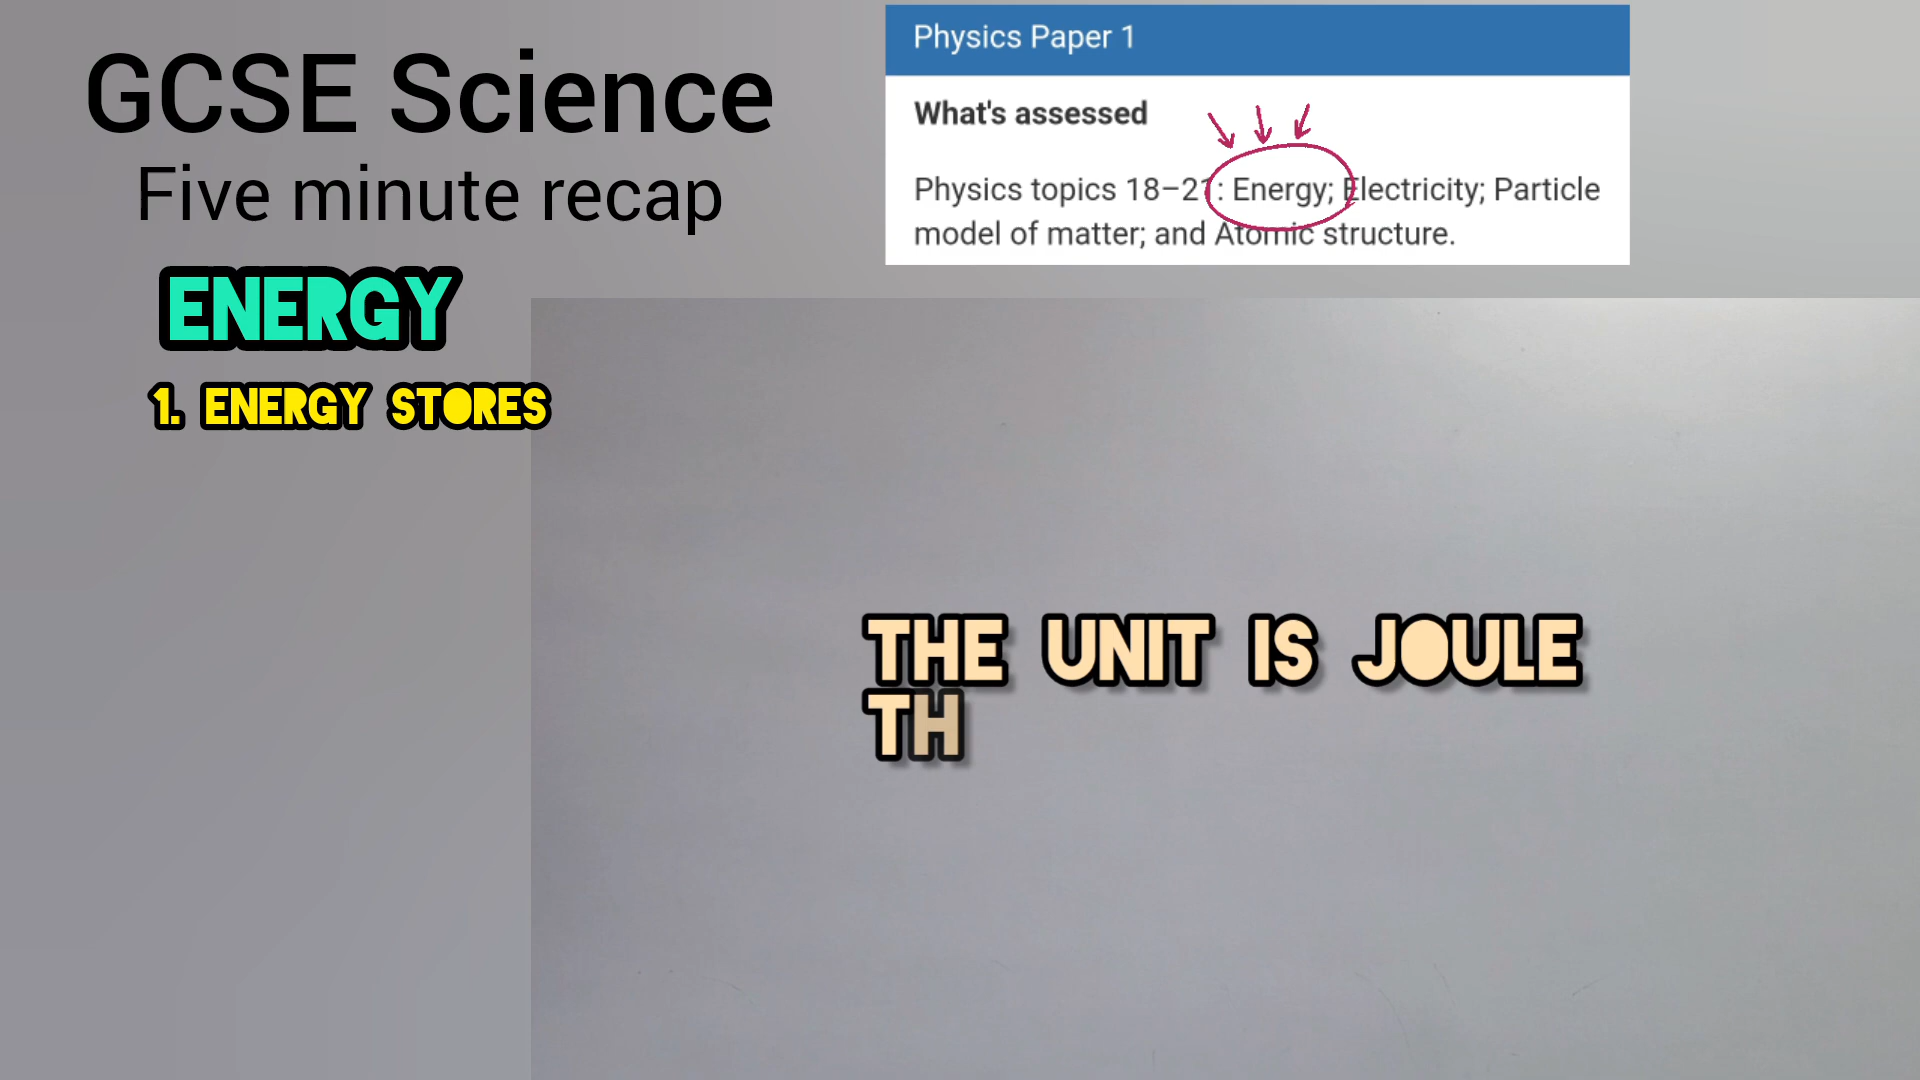 GCSE Science
Five minute recap
ENERGY
1. ENERGY STORES
Physics Paper 1
What's assessed
Physics topics 18–21: Energy; Electricity; Particle
model of matter; and Atomic structure.
THE UNIT IS JOULE
TH